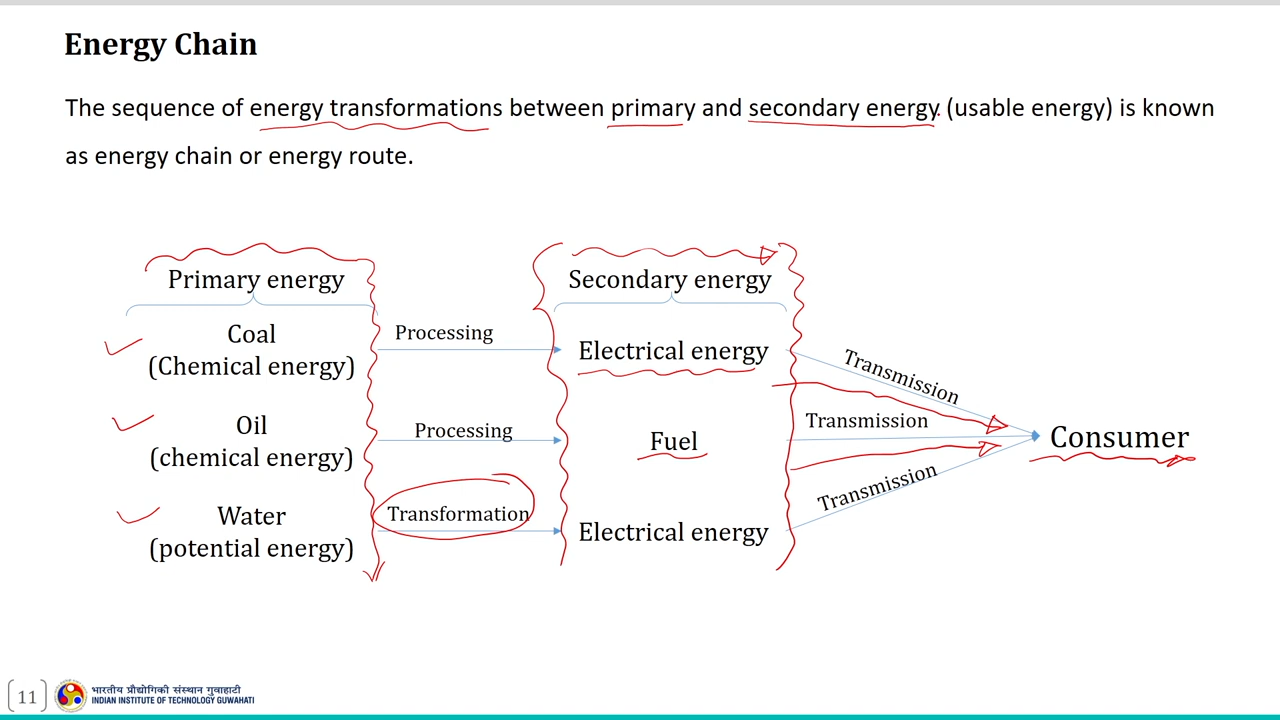 Energy Chain
The sequence of energy transformations between primary and secondary energy (usable energy) is known
as energy chain or energy route.
Primary energy
Secondary energy
Coal
(Chemical energy)
Processing
Electrical energy
Transmission
Oil
(chemical energy)
Processing
Fuel
Transmission
Consumer
Water
(potential energy)
Transformation
Electrical energy
Transmission
11
भारतीय प्रौद्योगिकी संस्थान गुवाहाटी
INDIAN INSTITUTE OF TECHNOLOGY GUWAHATI